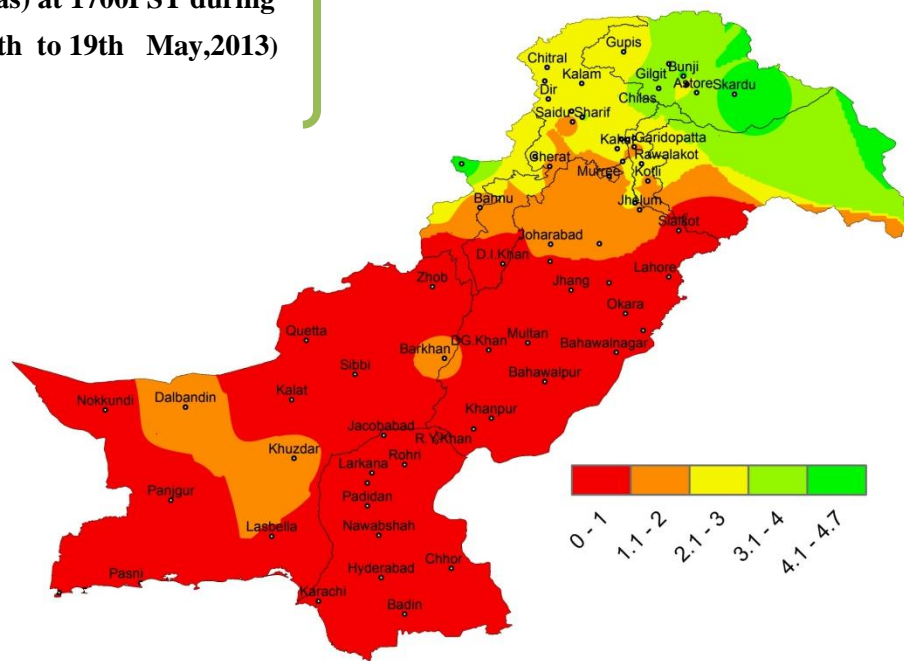 as) at 1700PST during
th to 19th May,2013)
Gupis
Chitral
Bunji
Kalam
Gilgit
Astore
Skardu
Dir
Chilas
Saidu Sharif
Garidopatta
Kakul
Cherat
Rawalakot
Murree
Kotli
Bannu
Jhelum
Sialkot
Joharabad
D.I.Khan
Lahore
Zhob
Jhang
Okara
Quetta
Multan
D.G.Khan
Barkhan
Bahawalnagar
Sibbi
Bahawalpur
Kalat
Dalbandin
Nokkundi
Khanpur
Jacobabad
R.Y.Khan
Khuzdar
Rohri
Larkana
Panjgur
Padidan
Lasbella
Nawabshah
Chhor
Pasni
Hyderabad
Karachi
Badin
0 - 1
1.1 - 2
2.1 - 3
3.1 - 4
4.1 - 4.7